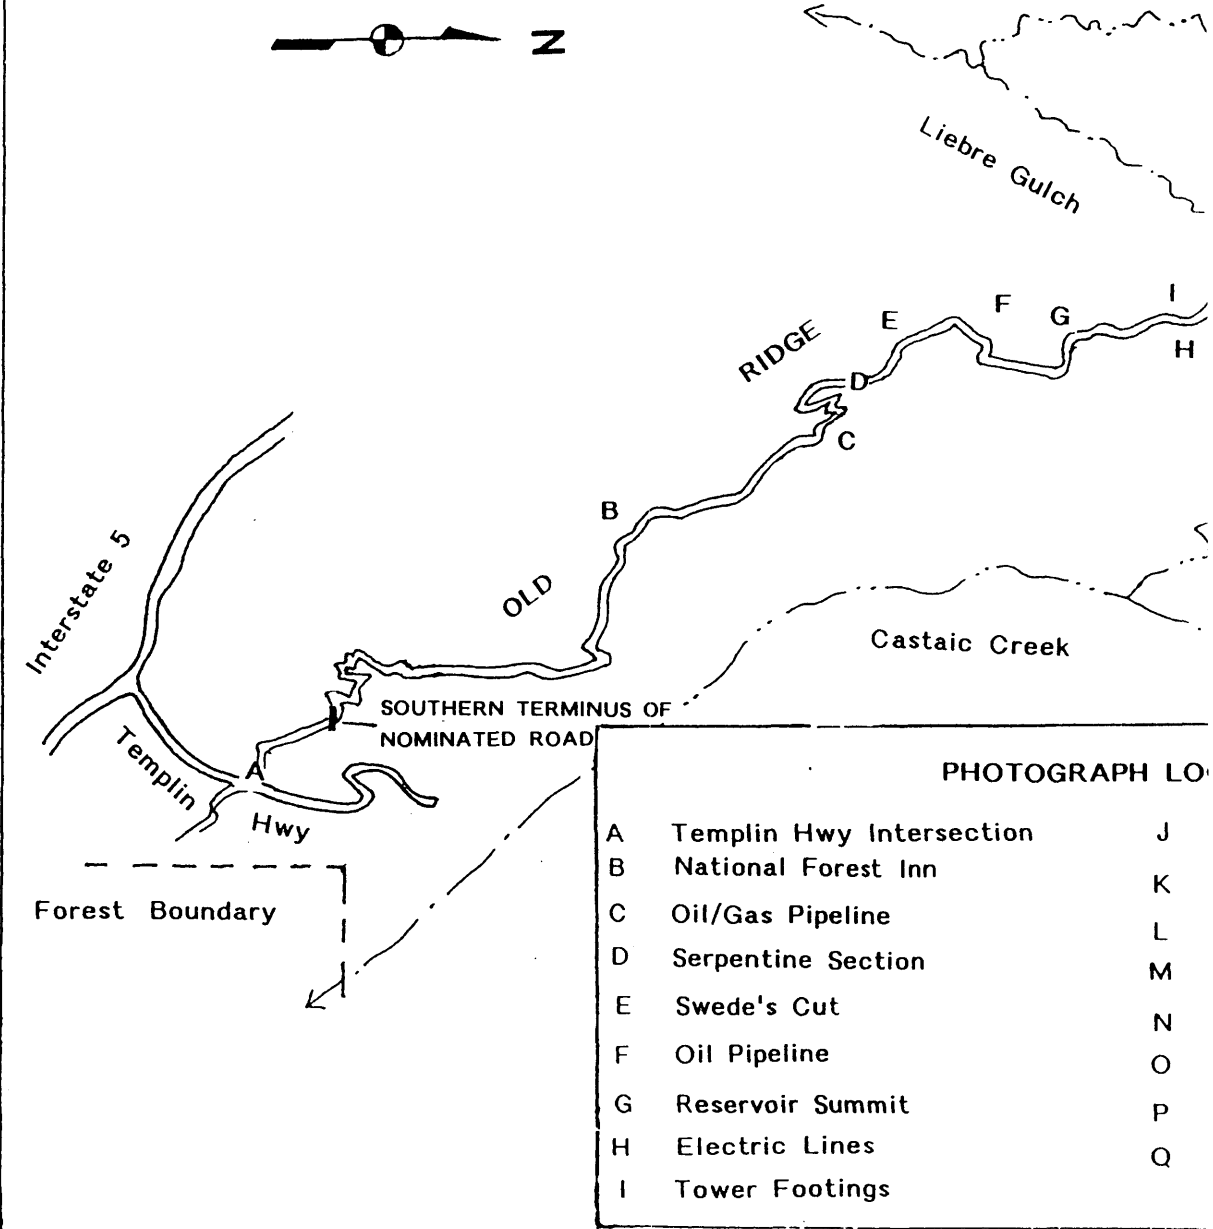 N
Liebre Gulch
I
F
G
E
H
RIDGE
D
C
B
Interstate 5
OLD
Castaic Creek
SOUTHERN TERMINUS OF
NOMINATED ROAD
Templin
A
Hwy
Forest Boundary
PHOTOGRAPH LO
A Templin Hwy Intersection J
B National Forest Inn K
C Oil/Gas Pipeline L
D Serpentine Section M
E Swede's Cut N
F Oil Pipeline O
G Reservoir Summit P
H Electric Lines Q
I Tower Footings